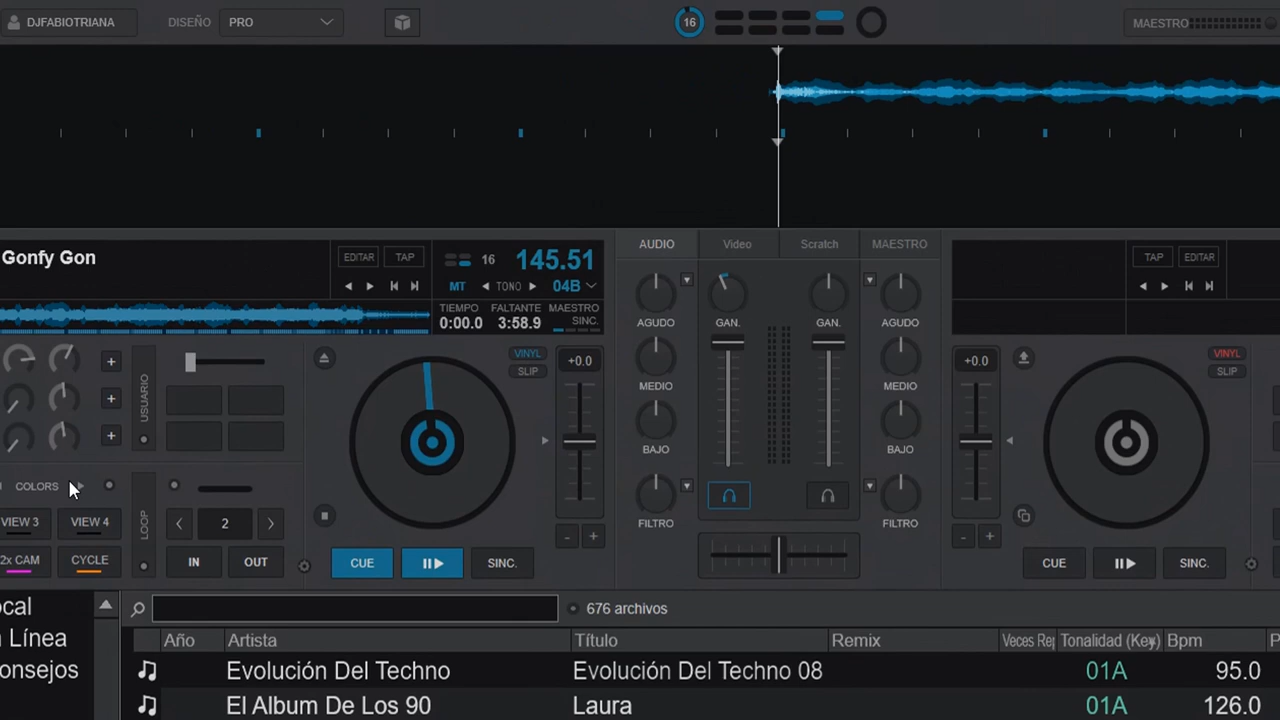 DJFABIOTRIANA DISEÑO PRO 16 MAESTRO
Gonfy Gon EDITAR TAP 16 145.51
MT TONO 04B
TIEMPO FALTANTE MAESTRO
0:00.0 3:58.9 SINC.
AUDIO Video Scratch MAESTRO
AGUDO GAN. GAN. AGUDO
MEDIO MEDIO
BAJO BAJO
FILTRO FILTRO
TAP EDITAR
+ USUARIO
+
+
VINYL +0.0
SLIP
+0.0 VINYL
SLIP
COLORS
VIEW 3 VIEW 4 LOOP 2
2x CAM CYCLE IN OUT
- +
CUE SINC.
- +
CUE SINC.
ocal
n Línea
onsejos
676 archivos
Año Artista Título Remix Veces Rep Tonalidad (Key) Bpm P
Evolución Del Techno Evolución Del Techno 08 01A 95.0
El Album De Los 90 Laura 01A 126.0